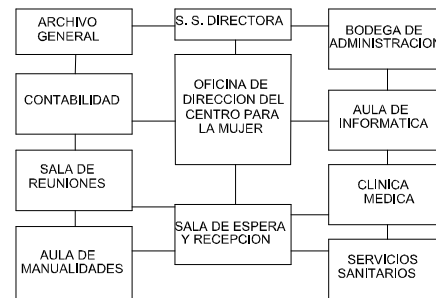 ARCHIVO
GENERAL
S. S. DIRECTORA
BODEGA DE
ADMINISTRACION
CONTABILIDAD
OFICINA DE
DIRECCION DEL
CENTRO PARA
LA MUJER
AULA DE
INFORMATICA
SALA DE
REUNIONES
CLINICA
MEDICA
AULA DE
MANUALIDADES
SALA DE ESPERA
Y RECEPCION
SERVICIOS
SANITARIOS